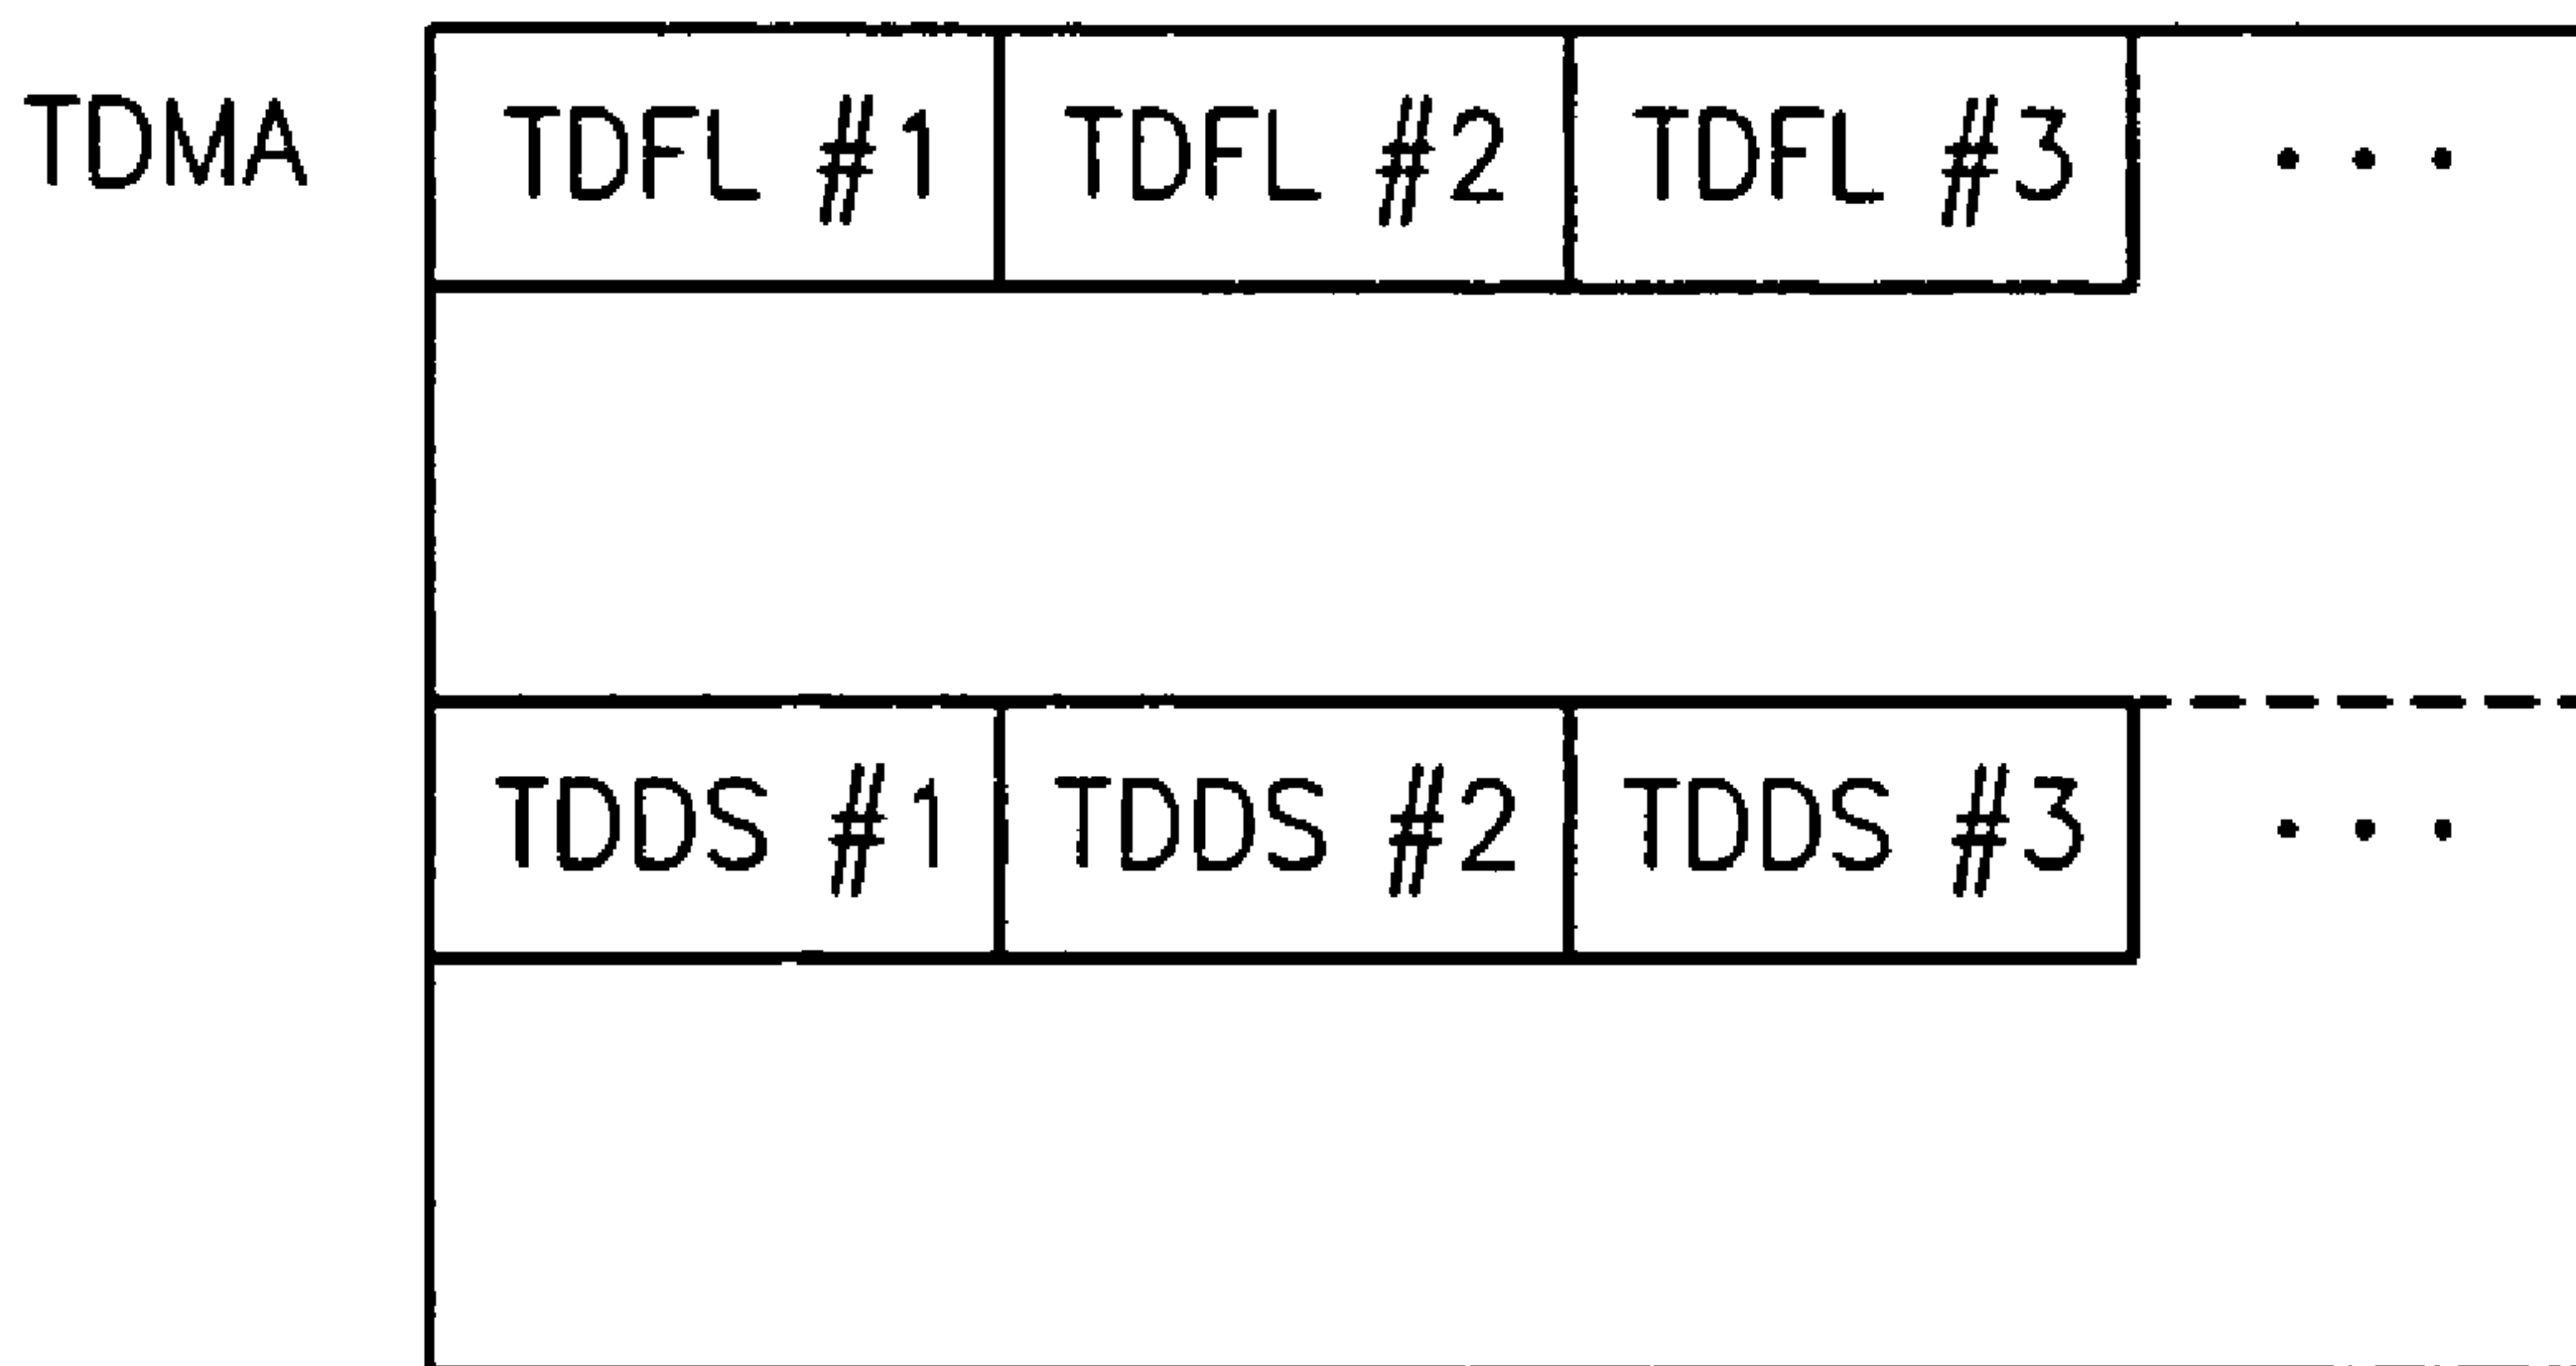 TDMA TDFL #1 TDFL #2 TDFL #3 ...
TDDS #1 TDDS #2 TDDS #3 ...